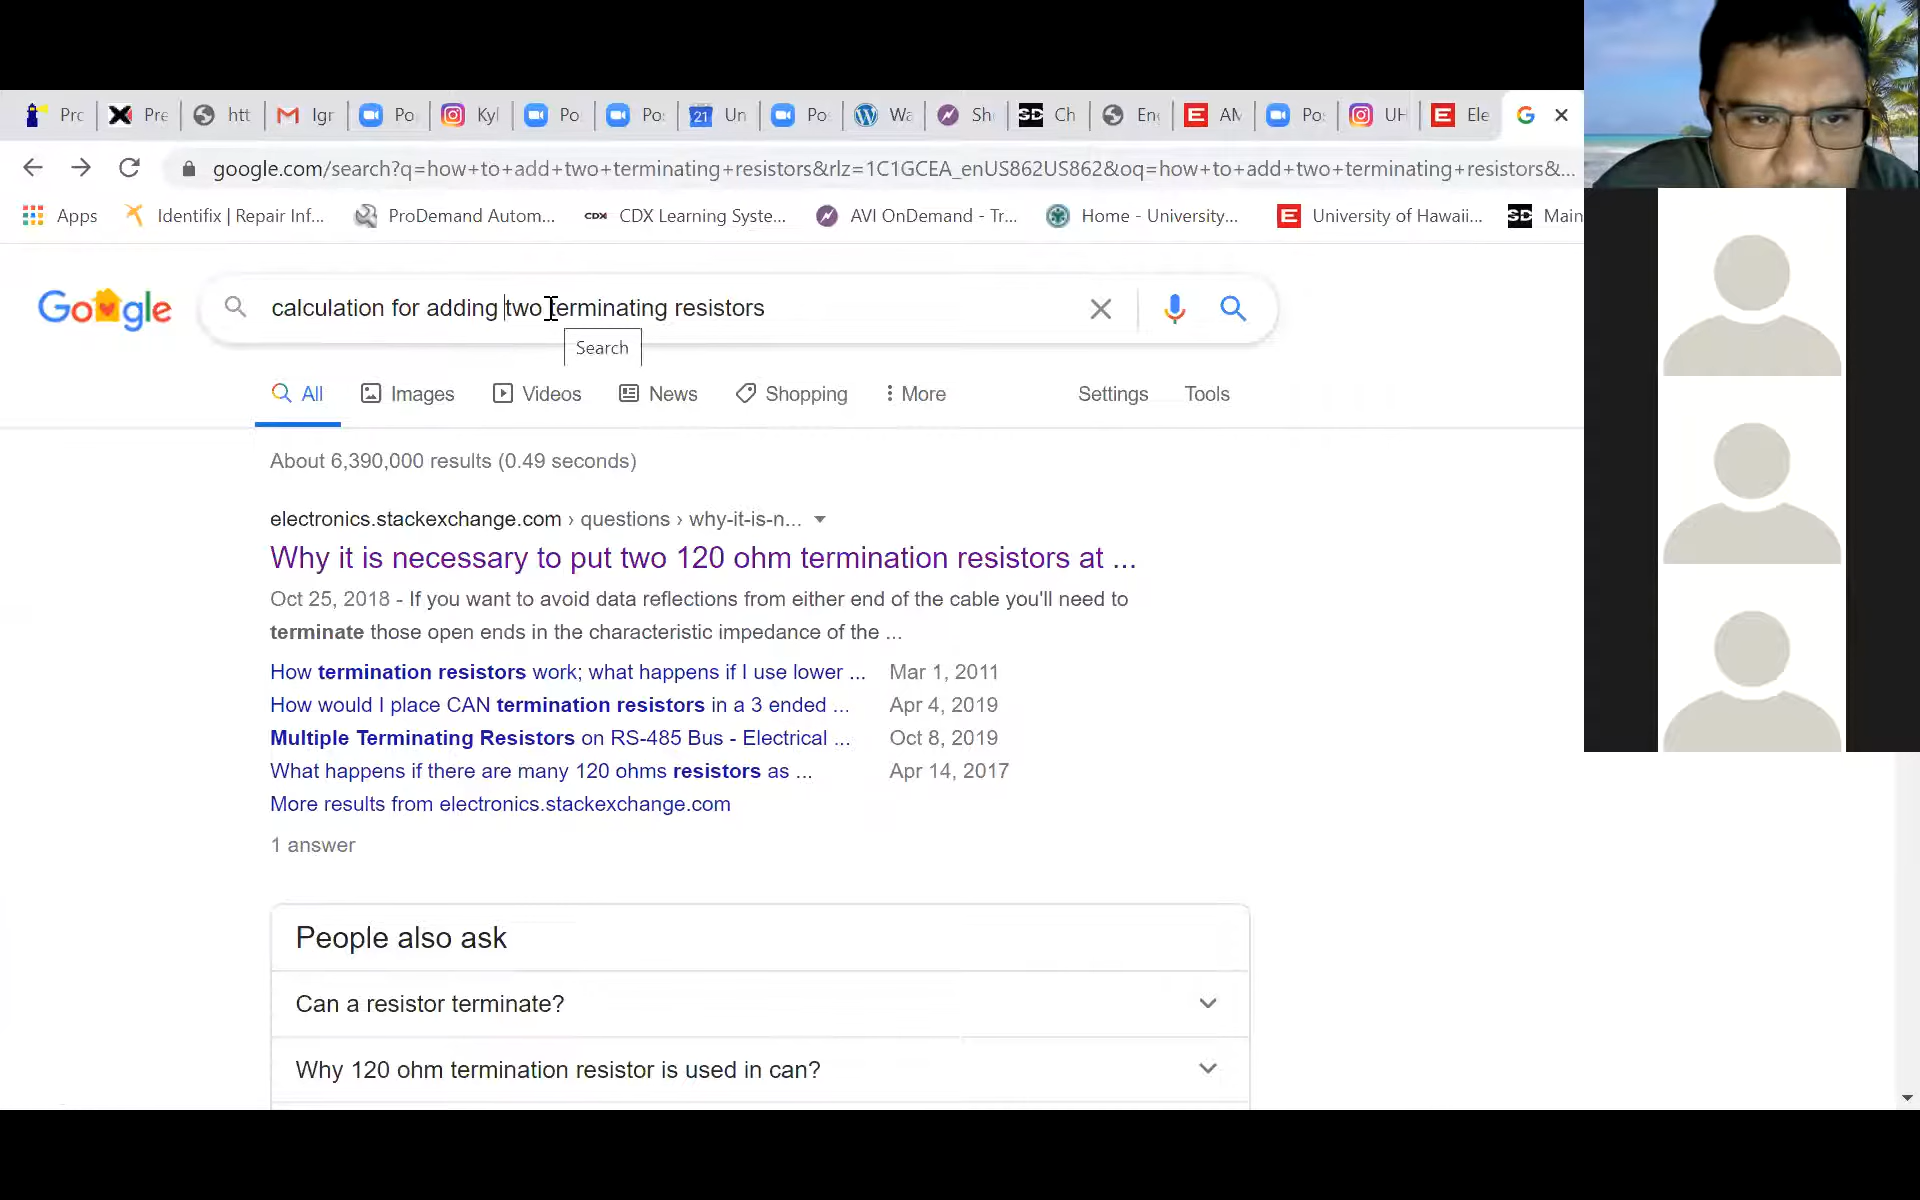 Prc
Pre
htt
Igr
Po
Kyl
Po
Po
21
Un
Po
Wa
Sh
SD
Ch
En
E
AM
Po
UH
E
Ele
google.com/search?q=how+to+add+two+terminating+resistors&rlz=1C1GCEA_enUS862US862&oq=how+to+add+two+terminating+resistors&...
Apps
Identifix | Repair Inf...
ProDemand Autom...
CDX
CDX Learning Syste...
AVI OnDemand - Tr...
Home - University...
E
University of Hawaii...
SD
Main
Google
calculation for adding two terminating resistors
Search
All
Images
Videos
News
Shopping
More
Settings
Tools
About 6,390,000 results (0.49 seconds)
electronics.stackexchange.com › questions › why-it-is-n...
Why it is necessary to put two 120 ohm termination resistors at ...
Oct 25, 2018 - If you want to avoid data reflections from either end of the cable you'll need to
terminate those open ends in the characteristic impedance of the ...
How termination resistors work; what happens if I use lower ... Mar 1, 2011
How would I place CAN termination resistors in a 3 ended ... Apr 4, 2019
Multiple Terminating Resistors on RS-485 Bus - Electrical ... Oct 8, 2019
What happens if there are many 120 ohms resistors as ... Apr 14, 2017
More results from electronics.stackexchange.com
1 answer
People also ask
Can a resistor terminate?
Why 120 ohm termination resistor is used in can?